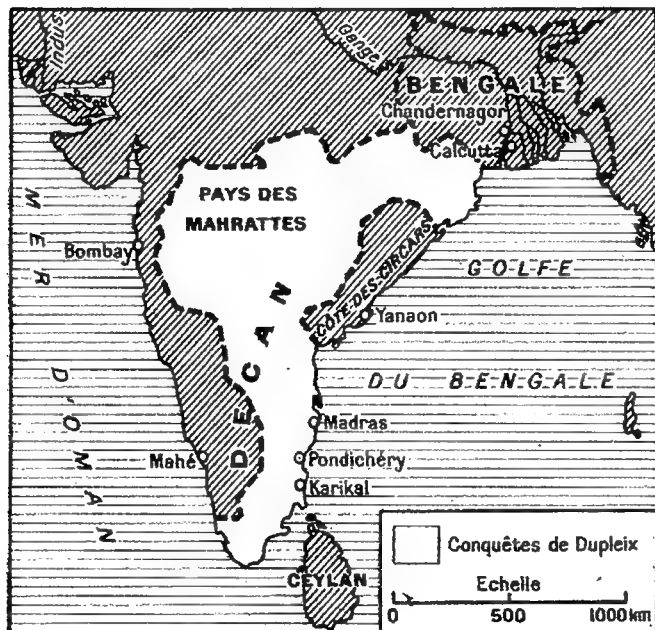 Indus
Gange
BENGALE
Chandernagor
Calcutta
PAYS DES
MAHRATTES
MER D'OMAN
Bombay
GOLFE
DU BENGALE
CÔTE-DES-CIRCARS
Yanaon
DECAN
Madras
Mahé
Pondichéry
Karikal
CEYLAN
Conquêtes de Dupleix
Echelle
0 500 1000 km